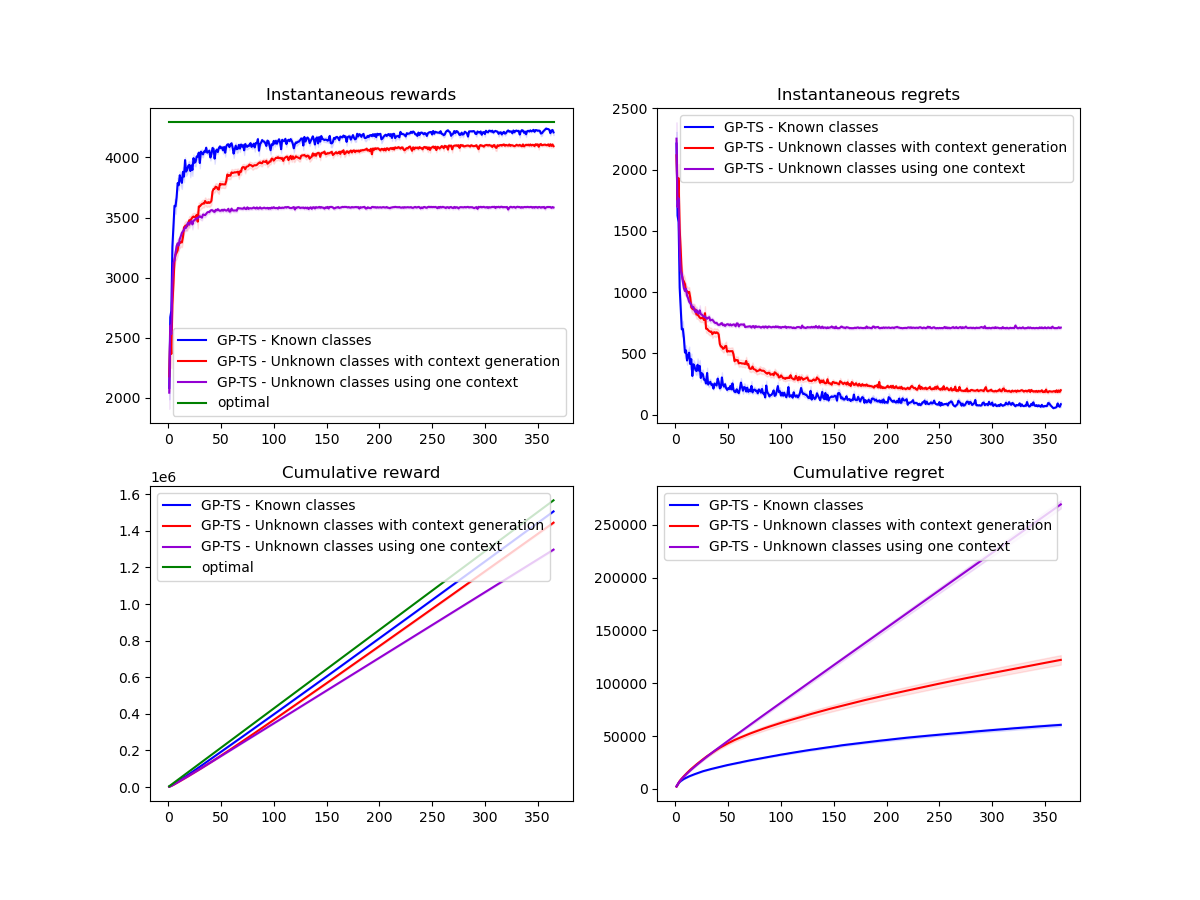 Instantaneous rewards
4000
3500
3000
2500
2000
GP-TS - Known classes
GP-TS - Unknown classes with context generation
GP-TS - Unknown classes using one context
optimal
0 50 100 150 200 250 300 350
Instantaneous regrets
2500
2000
1500
1000
500
0
GP-TS - Known classes
GP-TS - Unknown classes with context generation
GP-TS - Unknown classes using one context
0 50 100 150 200 250 300 350
Cumulative reward
1e6
1.6
1.4
1.2
1.0
0.8
0.6
0.4
0.2
0.0
GP-TS - Known classes
GP-TS - Unknown classes with context generation
GP-TS - Unknown classes using one context
optimal
0 50 100 150 200 250 300 350
Cumulative regret
250000
200000
150000
100000
50000
0
GP-TS - Known classes
GP-TS - Unknown classes with context generation
GP-TS - Unknown classes using one context
0 50 100 150 200 250 300 350